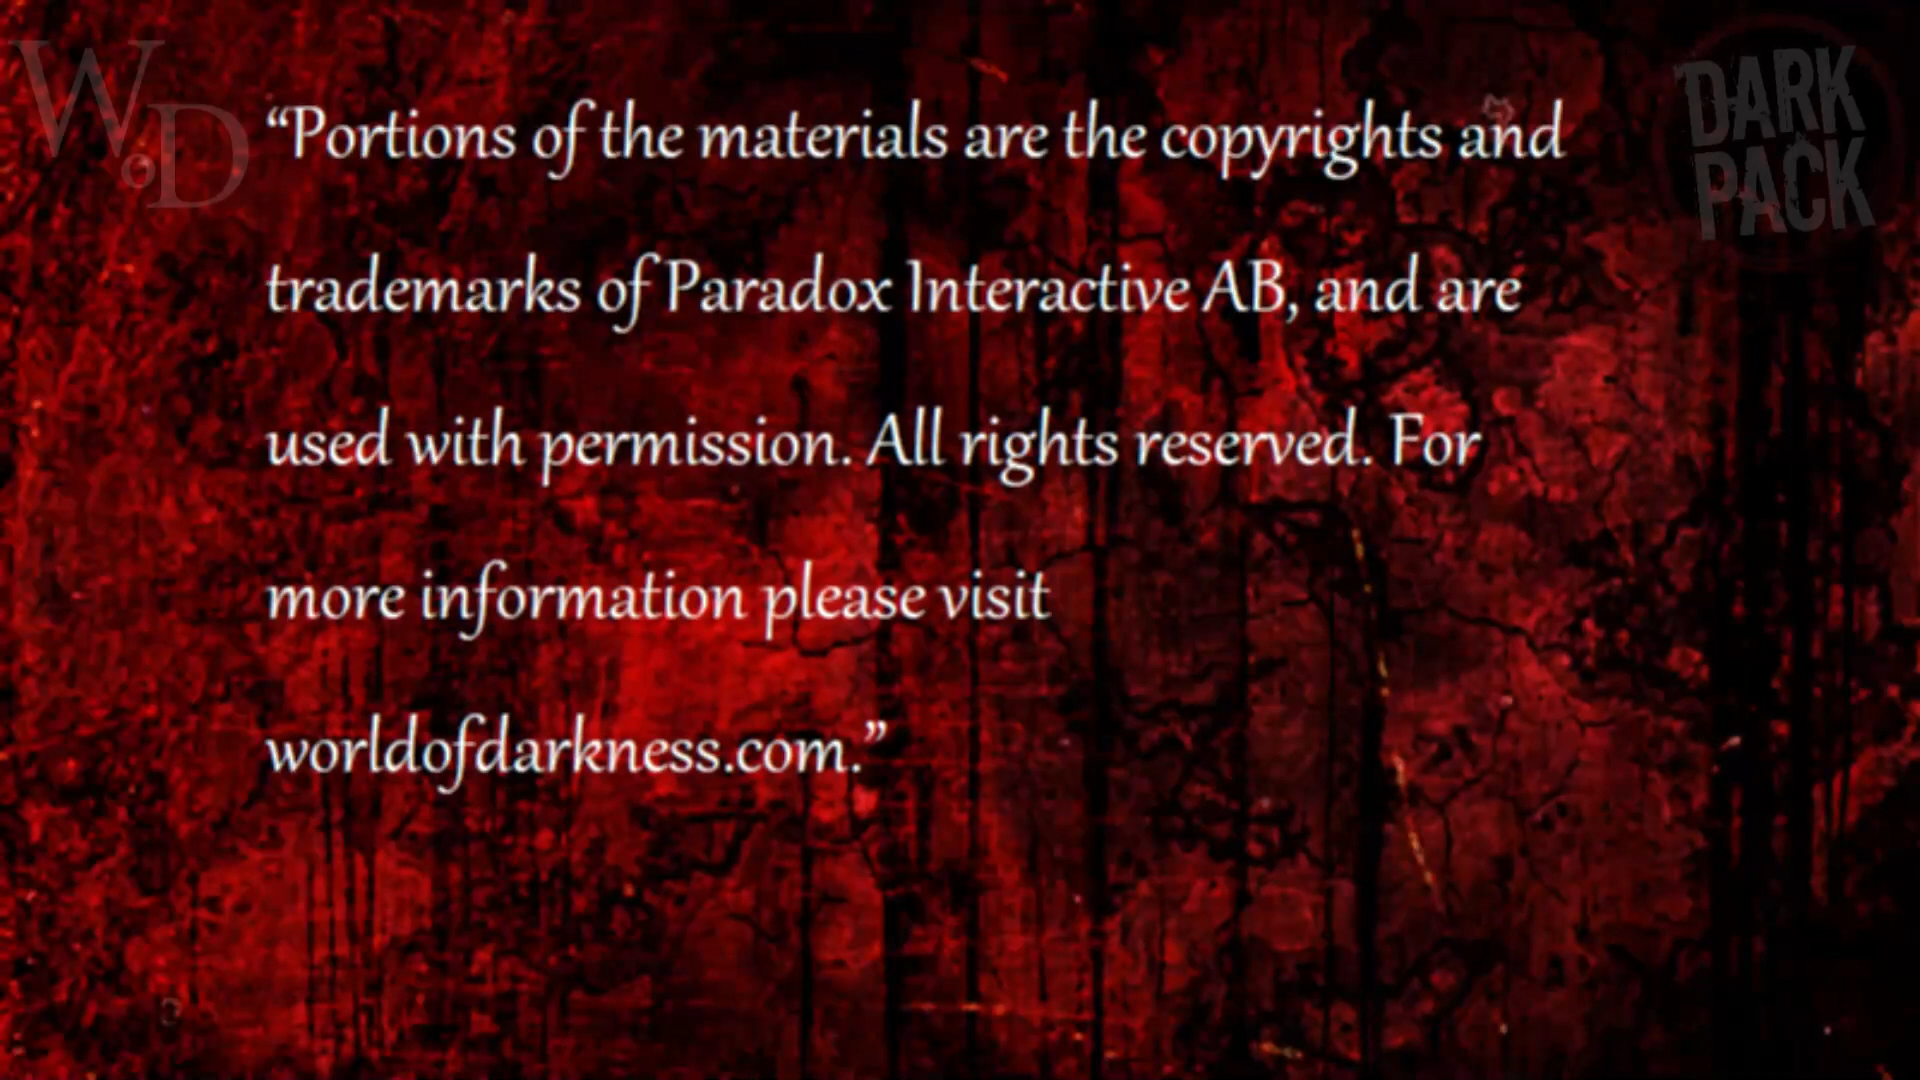 WoD
DARK
PACK
“Portions of the materials are the copyrights and
trademarks of Paradox Interactive AB, and are
used with permission. All rights reserved. For
more information please visit
worldofdarkness.com.”